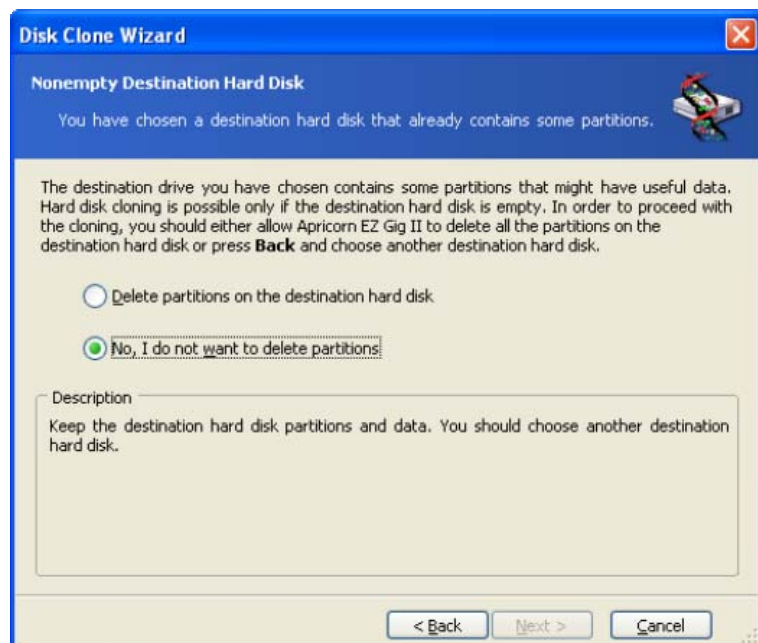 Disk Clone Wizard
Nonempty Destination Hard Disk
You have chosen a destination hard disk that already contains some partitions.
The destination drive you have chosen contains some partitions that might have useful data.
Hard disk cloning is possible only if the destination hard disk is empty. In order to proceed with
the cloning, you should either allow Apricorn EZ Gig II to delete all the partitions on the
destination hard disk or press Back and choose another destination hard disk.
Delete partitions on the destination hard disk
No, I do not want to delete partitions
Description
Keep the destination hard disk partitions and data. You should choose another destination
hard disk.
< Back
Next >
Cancel